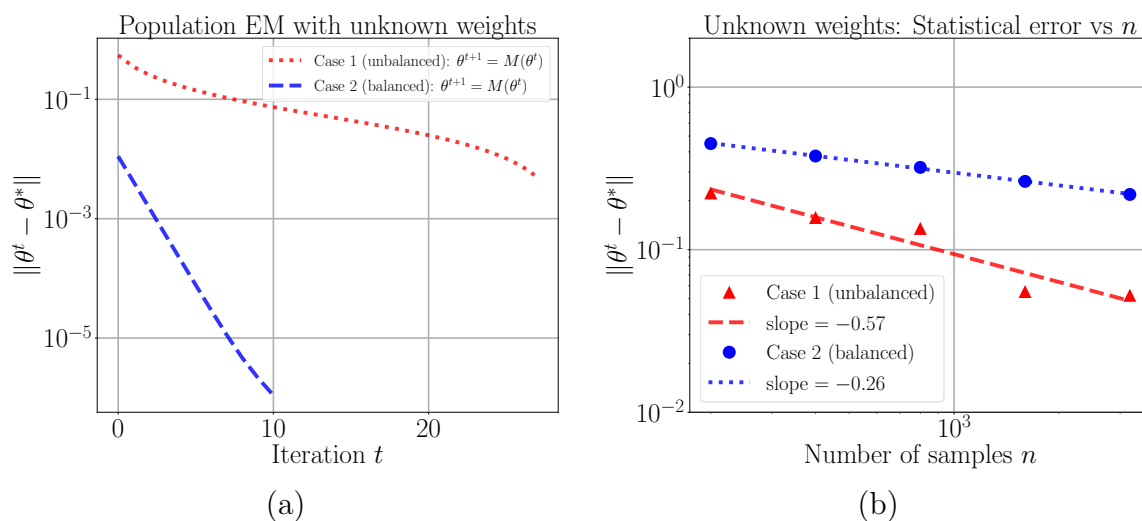 Population EM with unknown weights
Case 1 (unbalanced): θ^{t+1} = M(θ^t)
Case 2 (balanced): θ^{t+1} = M(θ^t)
10^{-1}
10^{-3}
10^{-5}
||θ^t − θ^*||
0
10
20
Iteration t
(a)
Unknown weights: Statistical error vs n
10^0
10^{-1}
10^{-2}
||θ^t − θ^*||
Case 1 (unbalanced)
slope = −0.57
Case 2 (balanced)
slope = −0.26
10^3
Number of samples n
(b)